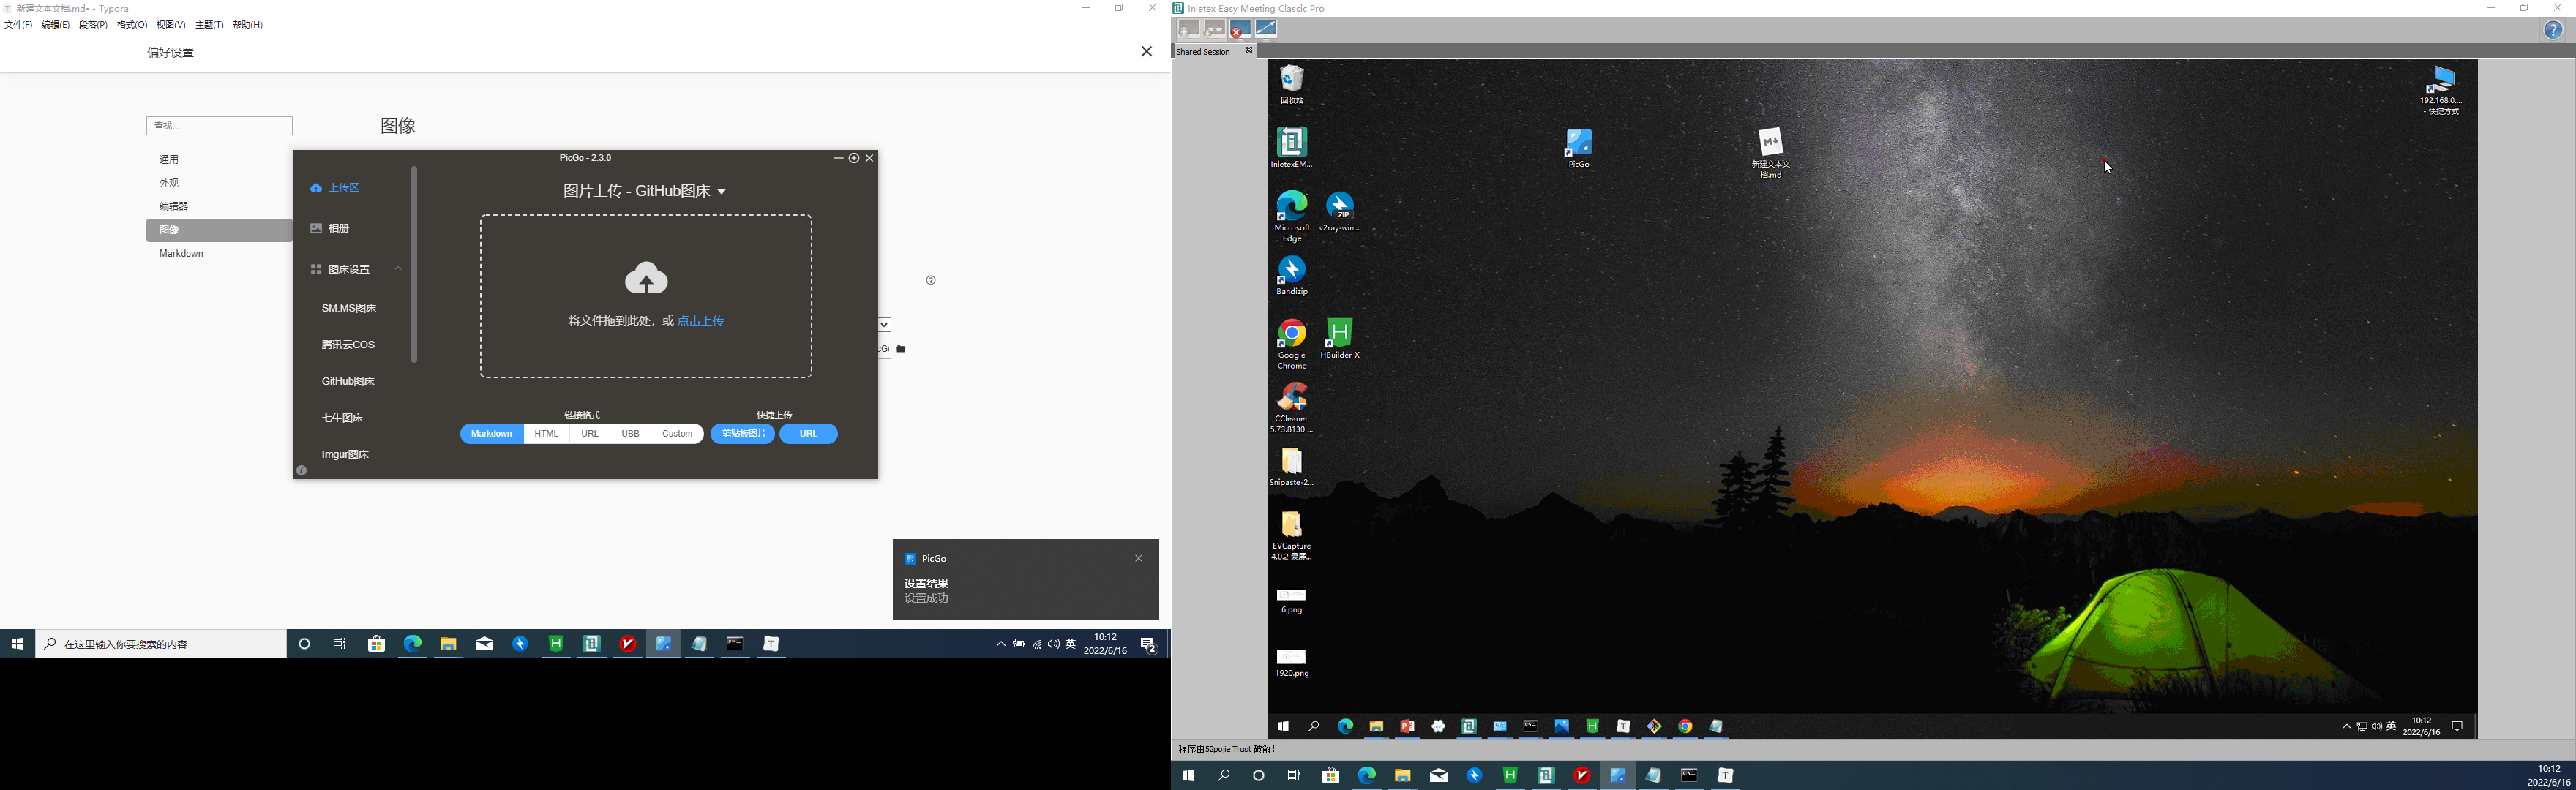 新建文本文档.md• - Typora
文件(F) 编辑(E) 段落(P) 格式(O) 视图(V) 主题(T) 帮助(H)
偏好设置
查找...
图像
通用
外观
编辑器
图像
Markdown
PicGo - 2.3.0
上传区
相册
图床设置
SM.MS图床
腾讯云COS
GitHub图床
七牛图床
Imgur图床
图片上传 - GitHub图床
将文件拖到此处，或 点击上传
链接格式
快捷上传
Markdown HTML URL UBB Custom 剪贴板图片 URL
PicGo
设置结果
设置成功
在这里输入你要搜索的内容
英
10:12
2022/6/16
2
Inletex Easy Meeting Classic Pro
Shared Session
回收站
InletexEM...
Microsoft
Edge
v2ray-win...
ZIP
Bandizip
Google
Chrome
HBuilder X
CCleaner
5.73.8130 ...
Snipaste-2...
EVCapture
4.0.2 录屏...
6.png
1920.png
PicGo
新建文本文
档.md
192.168.0....
- 快捷方式
英
10:12
2022/6/16
程序由52pojie Trust 破解!
10:12
2022/6/16